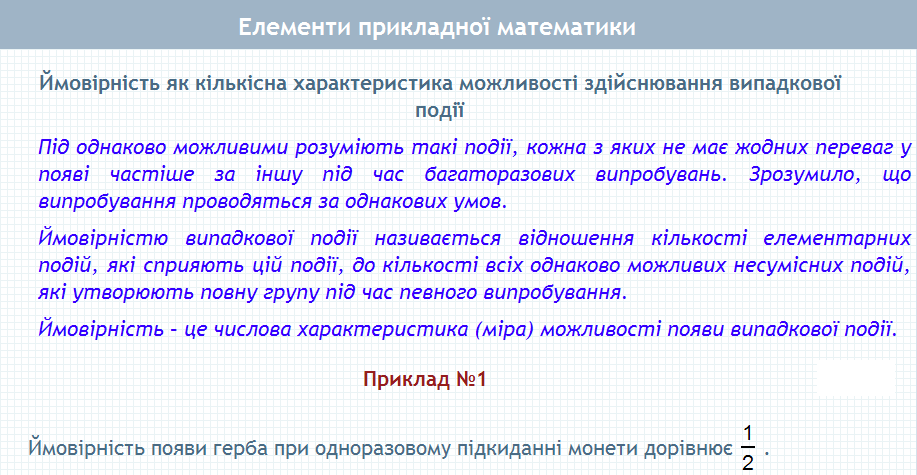 Елементи прикладної математики
Ймовірність як кількісна характеристика можливості здійснювання випадкової
події
Під однаково можливими розуміють такі події, кожна з яких не має жодних переваг у
появі частіше за іншу під час багаторазових випробувань. Зрозумило, що
випробування проводяться за однакових умов.
Ймовірністю випадкової події називається відношення кількості елементарних
подій, які сприяють цій події, до кількості всіх однаково можливих несумісних подій,
які утворюють повну групу під час певного випробування.
Ймовірність – це числова характеристика (міра) можливості появи випадкової події.
Приклад №1
Ймовірність появи герба при одноразовому підкиданні монети дорівнює 1/2 .